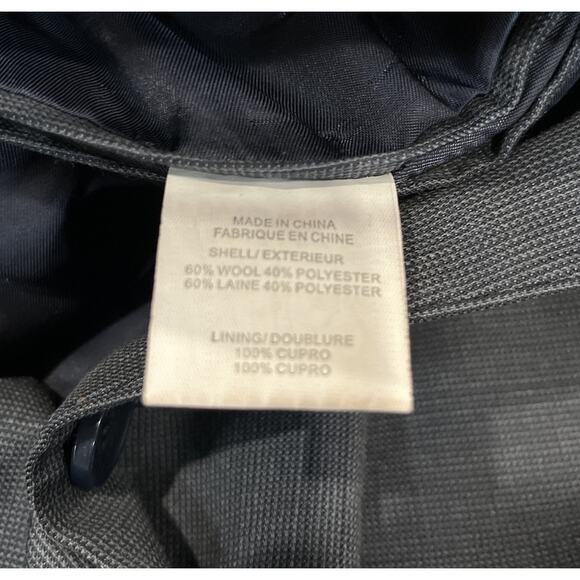 MADE IN CHINA
FABRIQUE EN CHINE
SHELL/ EXTERIEUR
60% WOOL 40% POLYESTER
60% LAINE 40% POLYESTER
LINING/ DOUBLURE
100% CUPRO
100% CUPRO